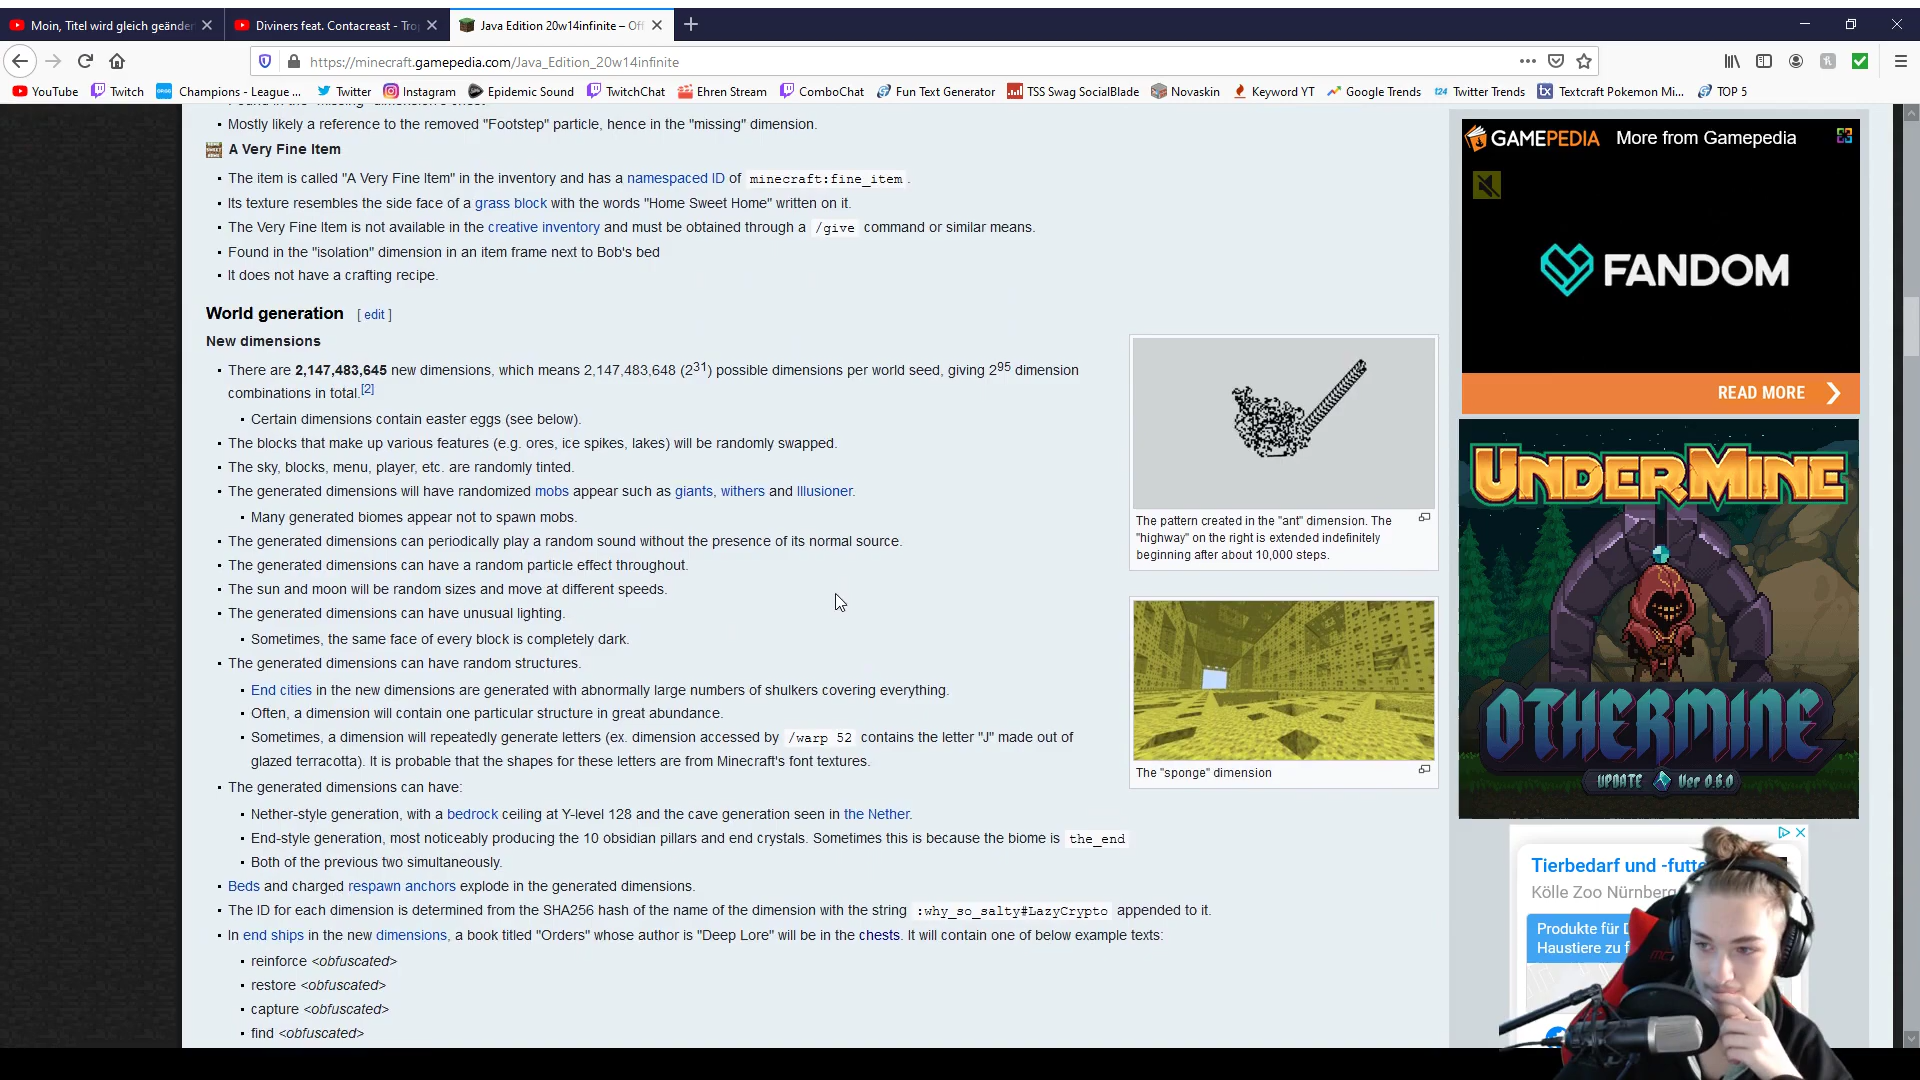 Moin, Titel wird gleich geänder
Diviners feat. Contacreast - Tro
Java Edition 20w14infinite – Off
https://minecraft.gamepedia.com/Java_Edition_20w14infinite
YouTube
Twitch
Champions - League ...
Twitter
Instagram
Epidemic Sound
TwitchChat
Ehren Stream
ComboChat
Fun Text Generator
TSS Swag SocialBlade
Novaskin
Keyword YT
Google Trends
Twitter Trends
Textcraft Pokemon Mi...
TOP 5
Mostly likely a reference to the removed "Footstep" particle, hence in the "missing" dimension.
A Very Fine Item
The item is called "A Very Fine Item" in the inventory and has a namespaced ID of minecraft:fine_item.
Its texture resembles the side face of a grass block with the words "Home Sweet Home" written on it.
The Very Fine Item is not available in the creative inventory and must be obtained through a /give command or similar means.
Found in the "isolation" dimension in an item frame next to Bob's bed
It does not have a crafting recipe.
World generation [ edit ]
New dimensions
There are 2,147,483,645 new dimensions, which means 2,147,483,648 (2^31) possible dimensions per world seed, giving 2^95 dimension
combinations in total.[2]
Certain dimensions contain easter eggs (see below).
The blocks that make up various features (e.g. ores, ice spikes, lakes) will be randomly swapped.
The sky, blocks, menu, player, etc. are randomly tinted.
The generated dimensions will have randomized mobs appear such as giants, withers and Illusioner.
Many generated biomes appear not to spawn mobs.
The generated dimensions can periodically play a random sound without the presence of its normal source.
The generated dimensions can have a random particle effect throughout.
The sun and moon will be random sizes and move at different speeds.
The generated dimensions can have unusual lighting.
Sometimes, the same face of every block is completely dark.
The generated dimensions can have random structures.
End cities in the new dimensions are generated with abnormally large numbers of shulkers covering everything.
Often, a dimension will contain one particular structure in great abundance.
Sometimes, a dimension will repeatedly generate letters (ex. dimension accessed by /warp 52 contains the letter "J" made out of
glazed terracotta). It is probable that the shapes for these letters are from Minecraft's font textures.
The generated dimensions can have:
Nether-style generation, with a bedrock ceiling at Y-level 128 and the cave generation seen in the Nether.
End-style generation, most noticeably producing the 10 obsidian pillars and end crystals. Sometimes this is because the biome is the_end
Both of the previous two simultaneously.
Beds and charged respawn anchors explode in the generated dimensions.
The ID for each dimension is determined from the SHA256 hash of the name of the dimension with the string :why_so_salty#LazyCrypto appended to it.
In end ships in the new dimensions, a book titled "Orders" whose author is "Deep Lore" will be in the chests. It will contain one of below example texts:
reinforce <obfuscated>
restore <obfuscated>
capture <obfuscated>
find <obfuscated>
The pattern created in the "ant" dimension. The
"highway" on the right is extended indefinitely
beginning after about 10,000 steps.
The "sponge" dimension
GAMEPEDIA More from Gamepedia
FANDOM
READ MORE
UNDERMINE
OTHERMINE
UPDATE Ver 0.6.0
Tierbedarf und -futte
Kölle Zoo Nürnberg
Produkte für
Haustiere zu